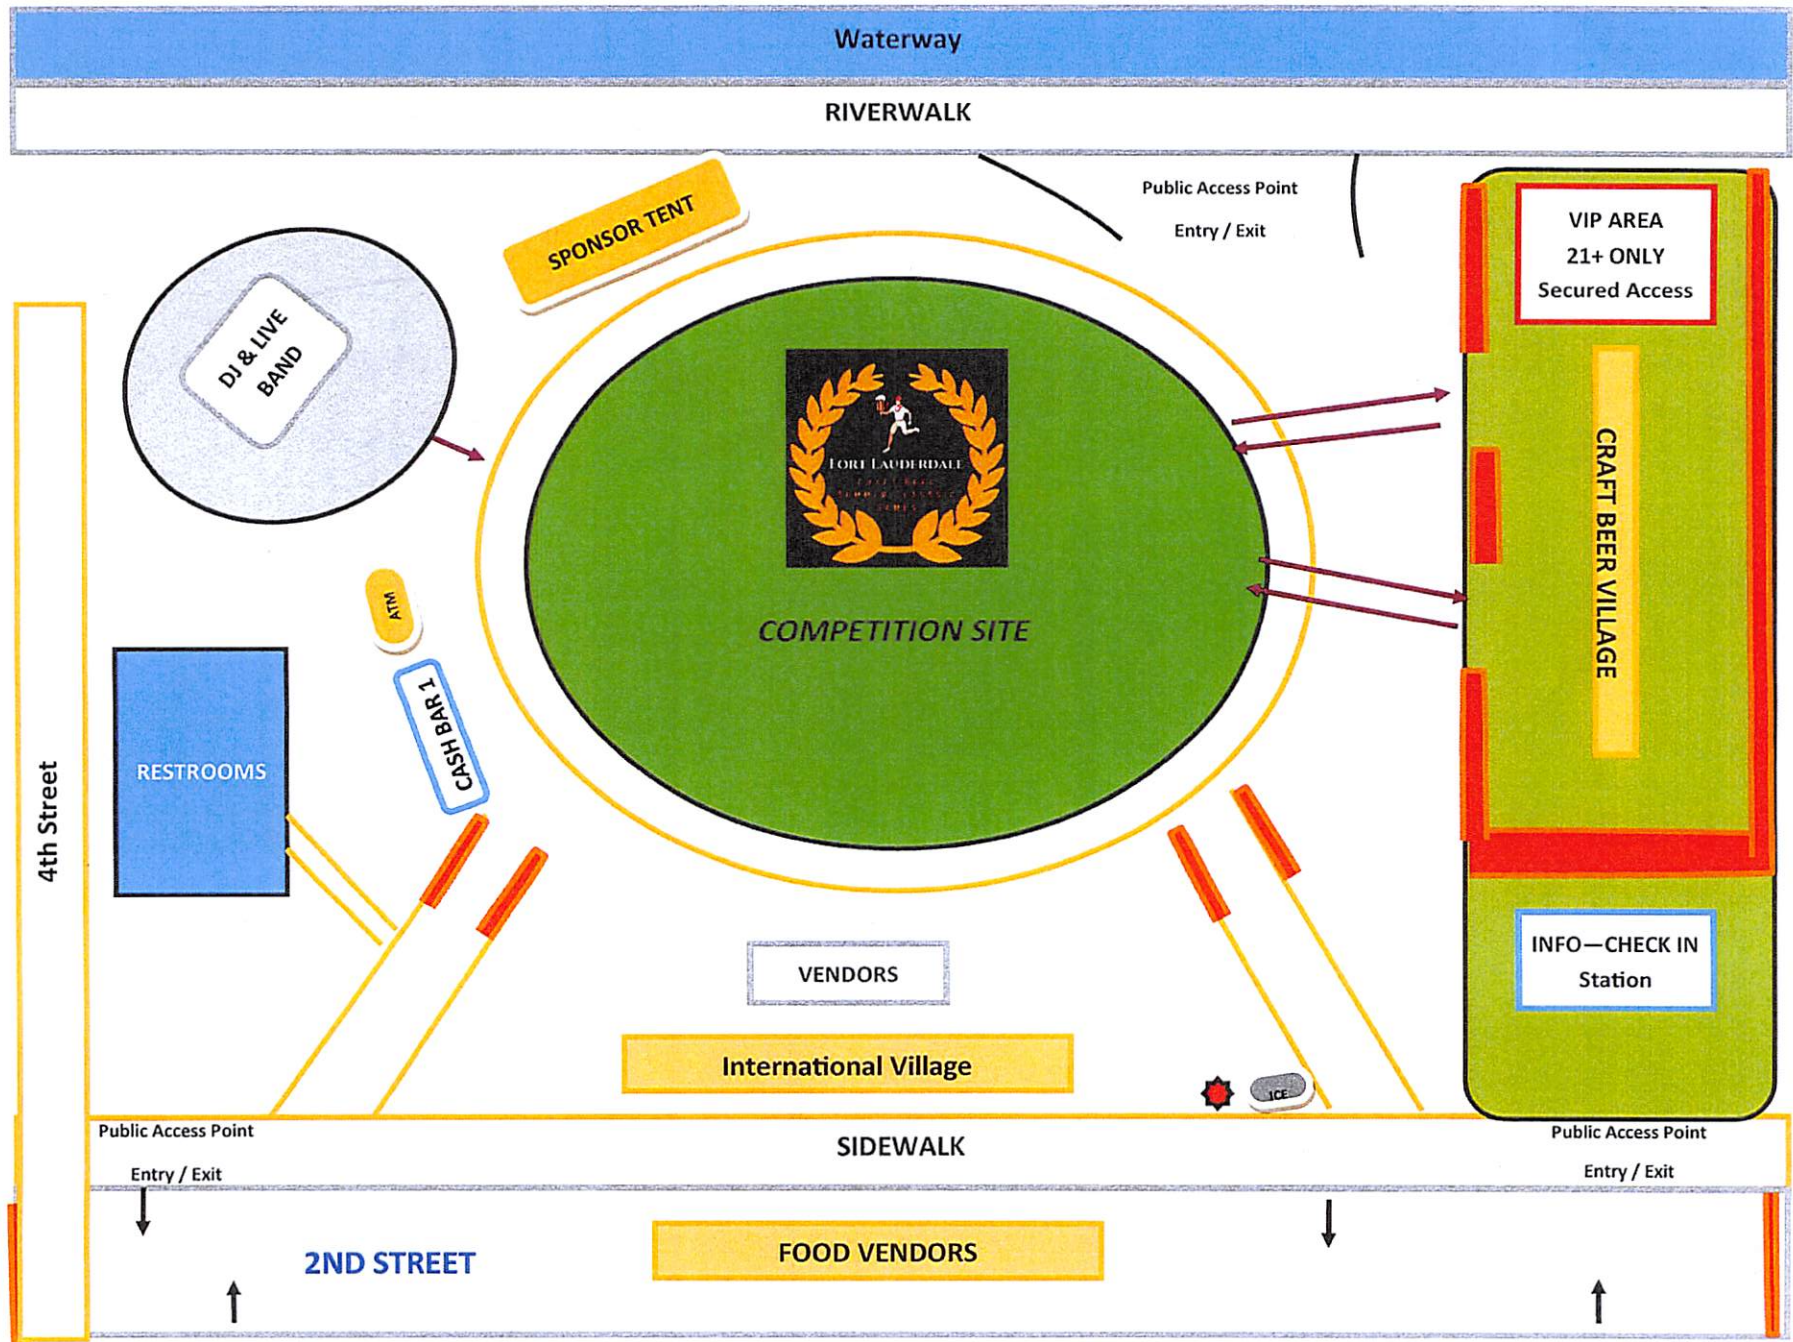 Waterway
RIVERWALK
SPONSOR TENT
Public Access Point
Entry / Exit
VIP AREA
21+ ONLY
Secured Access
DJ & LIVE
BAND
FORT LAUDERDALE
CRAFT BEER VILLAGE
COMPETITION SITE
ATM
CASH BAR 1
RESTROOMS
4th Street
INFO—CHECK IN
Station
VENDORS
International Village
ICE
Public Access Point
Entry / Exit
SIDEWALK
Public Access Point
Entry / Exit
2ND STREET
FOOD VENDORS